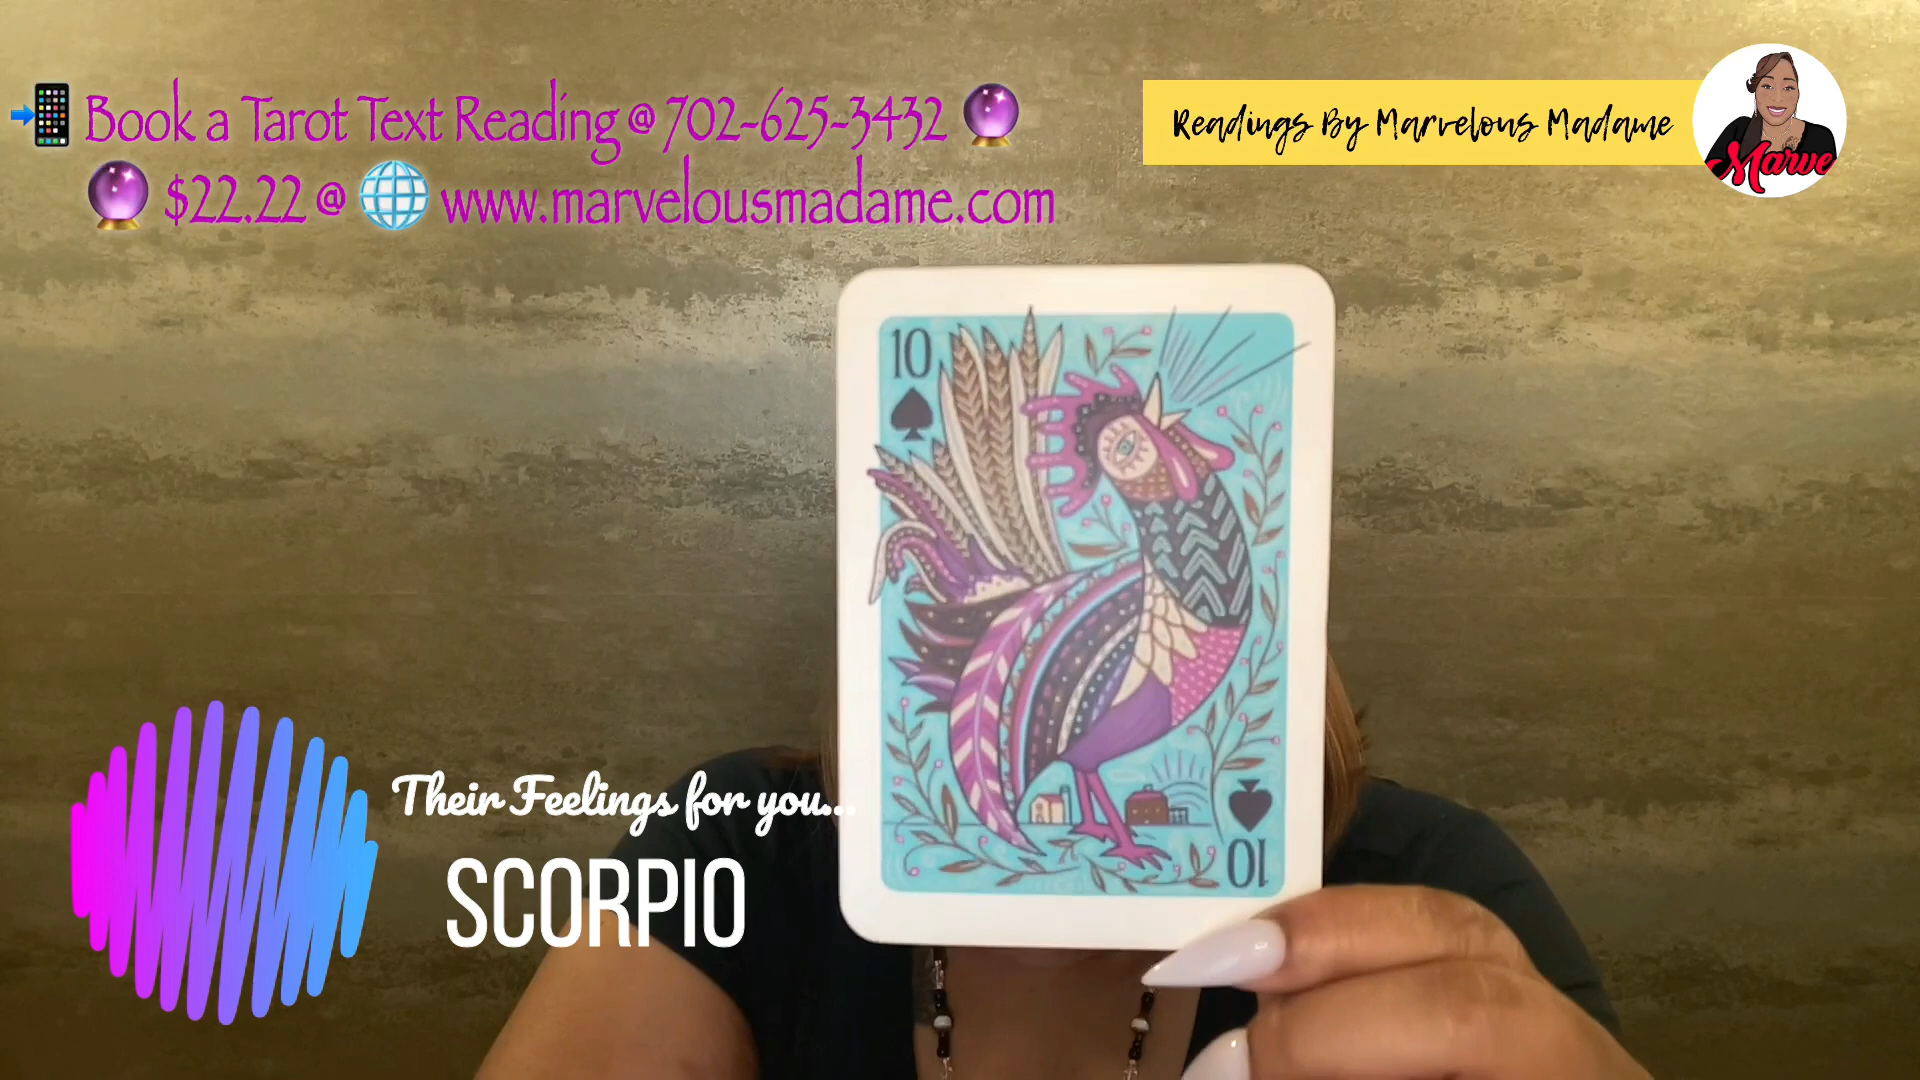 Book a Tarot Text Reading @ 702-625-3432
$22.22 @ www.marvelousmadame.com
Readings By Marvelous Madame
Marve
10
10
Their Feelings for you...
SCORPIO